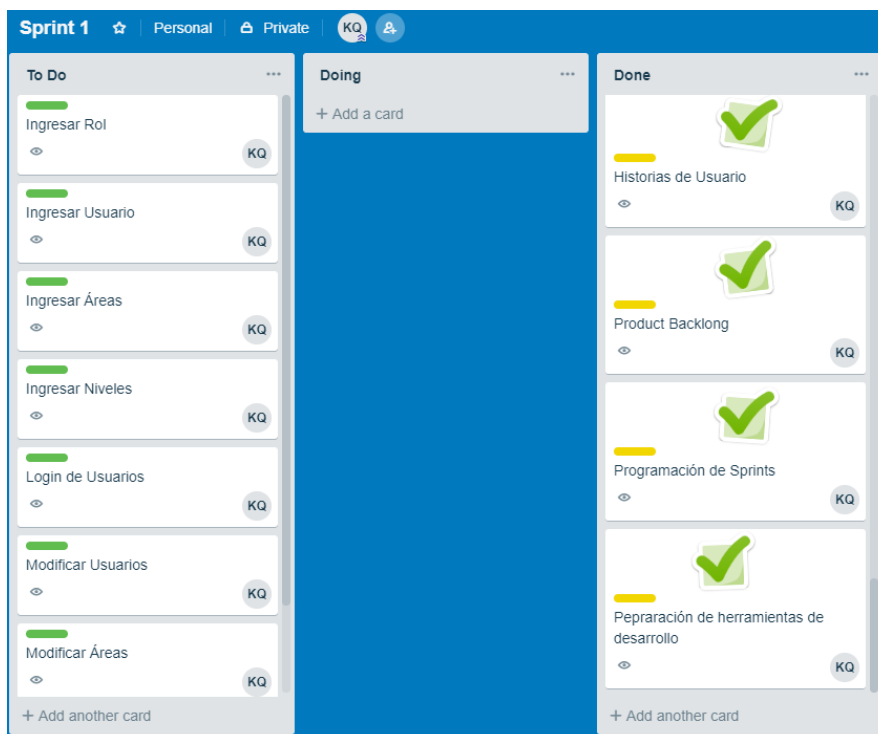 Sprint 1 Personal Private KQ
To Do
Ingresar Rol
KQ
Ingresar Usuario
KQ
Ingresar Áreas
KQ
Ingresar Niveles
KQ
Login de Usuarios
KQ
Modificar Usuarios
KQ
Modificar Áreas
KQ
+ Add another card
Doing
+ Add a card
Done
Historias de Usuario
KQ
Product Backlong
KQ
Programación de Sprints
KQ
Pepraración de herramientas de
desarrollo
KQ
+ Add another card